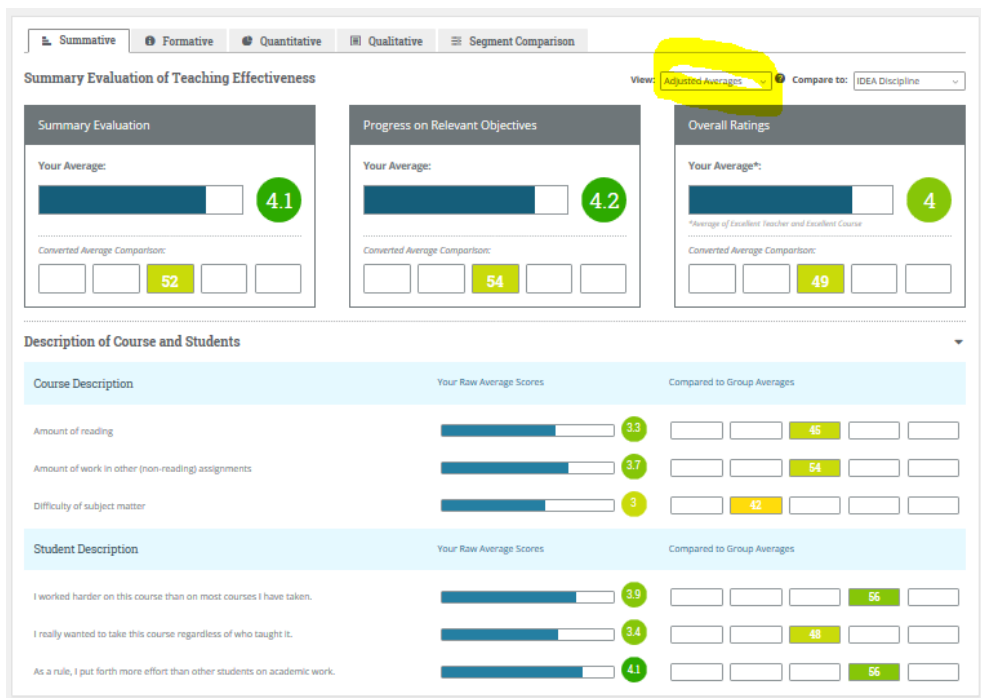 Summative Formative Quantitative Qualitative Segment Comparison
Summary Evaluation of Teaching Effectiveness View: Adjusted Averages Compare to: IDEA Discipline
Summary Evaluation Progress on Relevant Objectives Overall Ratings
Your Average: Your Average: Your Average*:
4.1 4.2 4
*Average of Excellent Teacher and Excellent Course
Converted Average Comparison: Converted Average Comparison: Converted Average Comparison:
52 54 49
Description of Course and Students
Course Description Your Raw Average Scores Compared to Group Averages
Amount of reading 3.3 45
Amount of work in other (non-reading) assignments 3.7 54
Difficulty of subject matter 3 42
Student Description Your Raw Average Scores Compared to Group Averages
I worked harder on this course than on most courses I have taken. 3.9 56
I really wanted to take this course regardless of who taught it. 3.4 48
As a rule, I put forth more effort than other students on academic work. 4.1 56